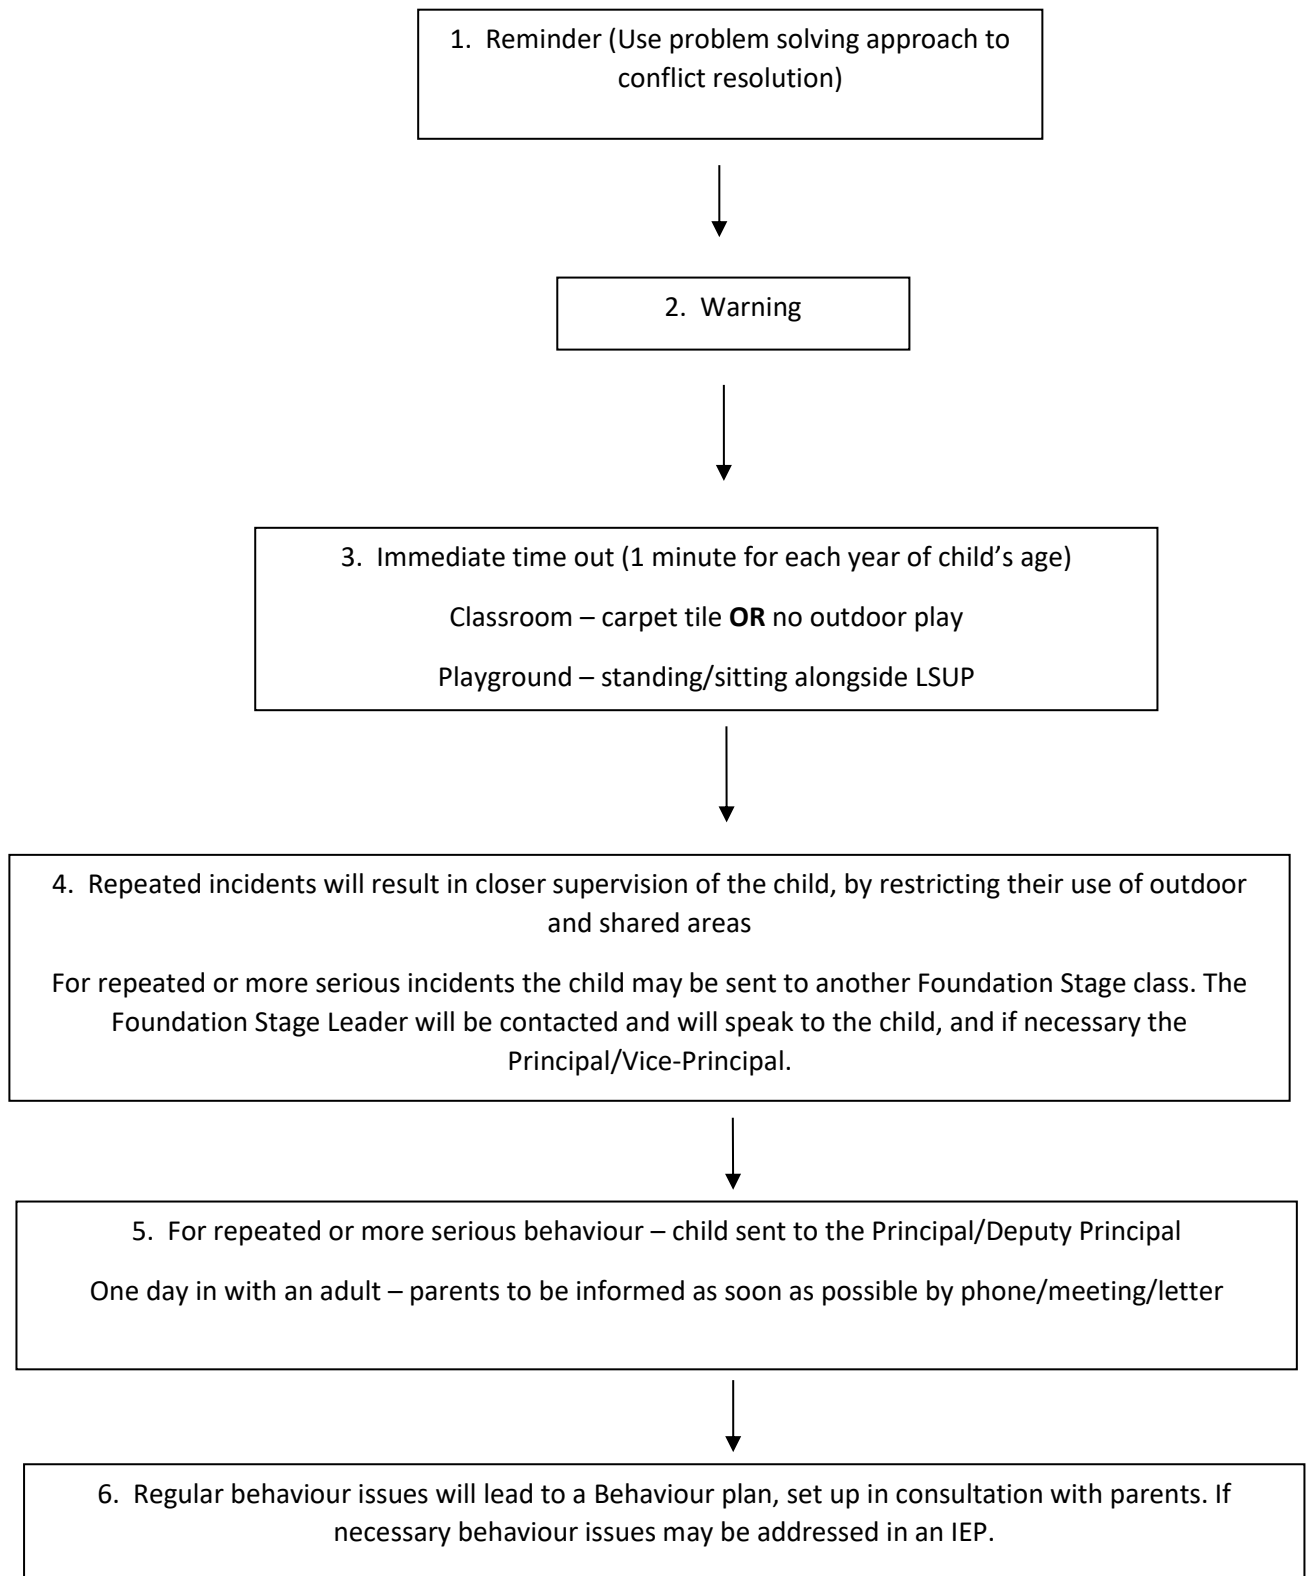 1. Reminder (Use problem solving approach to
conflict resolution)
2. Warning
3. Immediate time out (1 minute for each year of child’s age)
Classroom – carpet tile OR no outdoor play
Playground – standing/sitting alongside LSUP
4. Repeated incidents will result in closer supervision of the child, by restricting their use of outdoor
and shared areas
For repeated or more serious incidents the child may be sent to another Foundation Stage class. The
Foundation Stage Leader will be contacted and will speak to the child, and if necessary the
Principal/Vice-Principal.
5. For repeated or more serious behaviour – child sent to the Principal/Deputy Principal
One day in with an adult – parents to be informed as soon as possible by phone/meeting/letter
6. Regular behaviour issues will lead to a Behaviour plan, set up in consultation with parents. If
necessary behaviour issues may be addressed in an IEP.